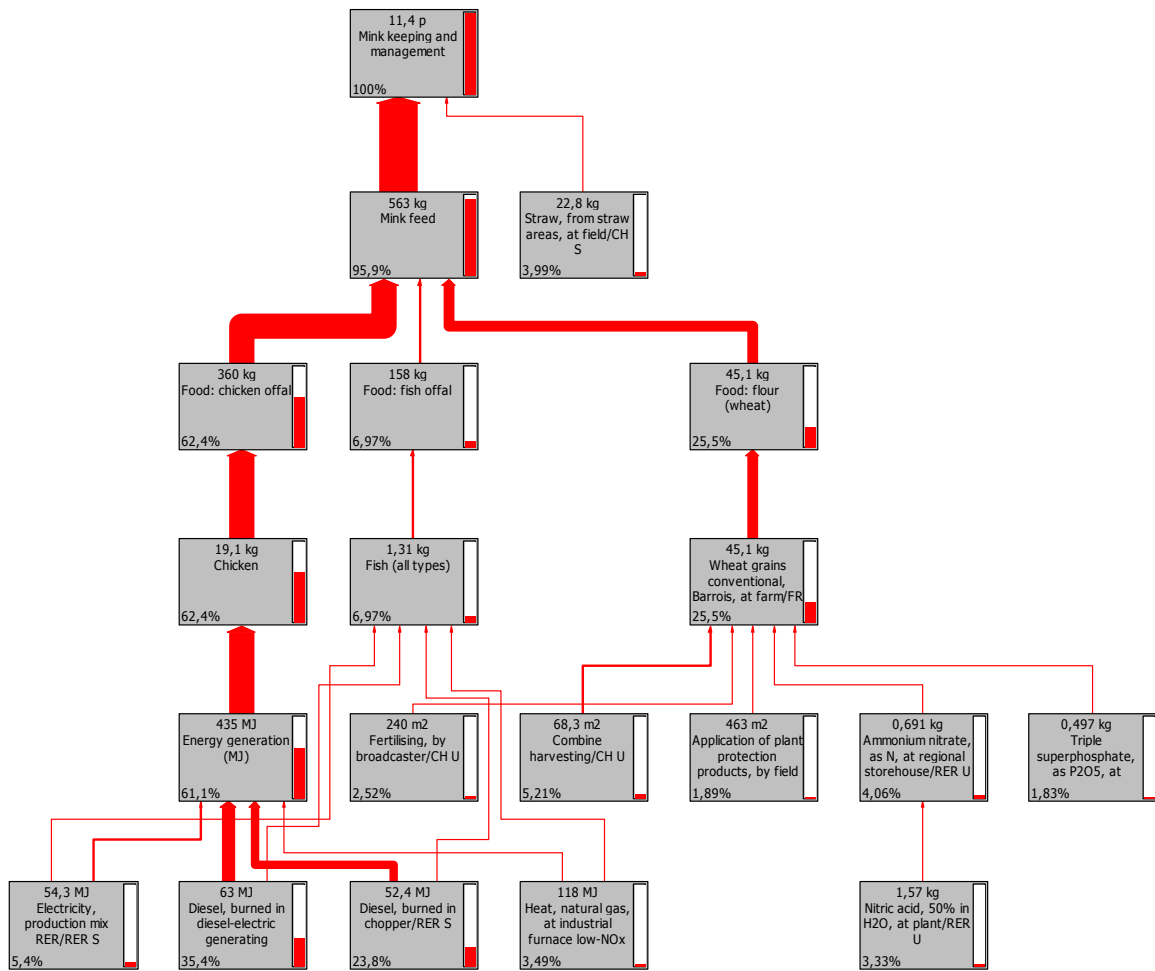 11,4 p
Mink keeping and
management
100%
563 kg
Mink feed
95,9%
22,8 kg
Straw, from straw
areas, at field/CH
S
3,99%
360 kg
Food: chicken offal
62,4%
158 kg
Food: fish offal
6,97%
45,1 kg
Food: flour
(wheat)
25,5%
19,1 kg
Chicken
62,4%
1,31 kg
Fish (all types)
6,97%
45,1 kg
Wheat grains
conventional,
Barrois, at farm/FR
25,5%
435 MJ
Energy generation
(MJ)
61,1%
240 m2
Fertilising, by
broadcaster/CH U
2,52%
68,3 m2
Combine
harvesting/CH U
5,21%
463 m2
Application of plant
protection
products, by field
1,89%
0,691 kg
Ammonium nitrate,
as N, at regional
storehouse/RER U
4,06%
0,497 kg
Triple
superphosphate,
as P2O5, at
1,83%
54,3 MJ
Electricity,
production mix
RER/RER S
5,4%
63 MJ
Diesel, burned in
diesel-electric
generating
35,4%
52,4 MJ
Diesel, burned in
chopper/RER S
23,8%
118 MJ
Heat, natural gas,
at industrial
furnace low-NOx
3,49%
1,57 kg
Nitric acid, 50% in
H2O, at plant/RER
U
3,33%